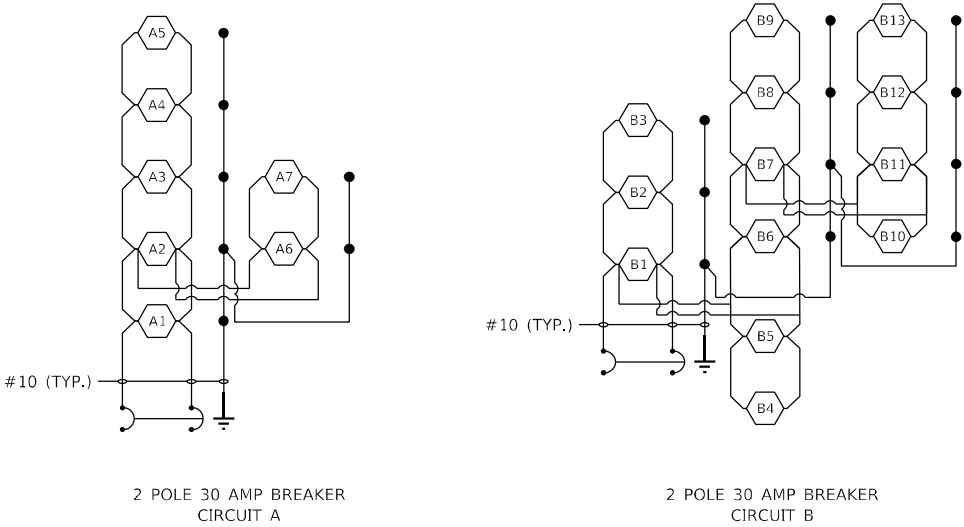 A5
A4
A3
A2
A1
A7
A6
#10 (TYP.)
2 POLE 30 AMP BREAKER
CIRCUIT A
B3
B2
B1
B9
B8
B7
B6
B5
B4
B13
B12
B11
B10
#10 (TYP.)
2 POLE 30 AMP BREAKER
CIRCUIT B